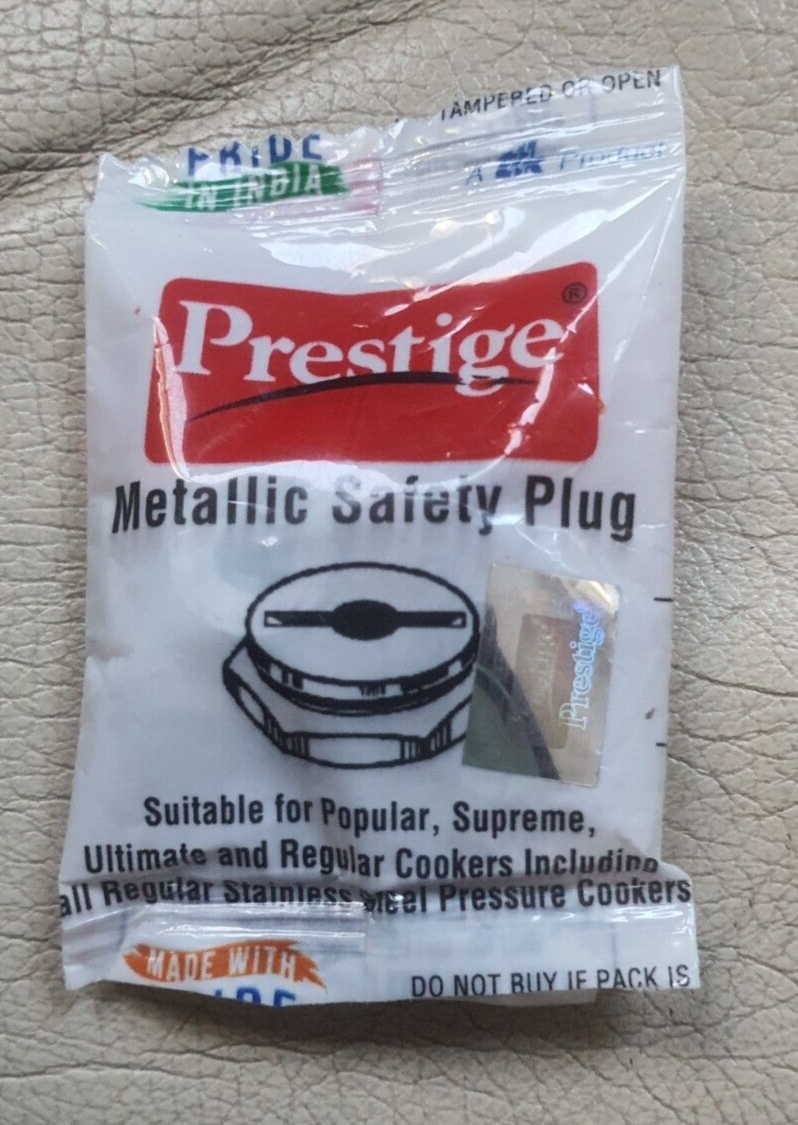 TAMPERED OR OPEN
PRIDE
IN INDIA
A Product
Prestige®
Metallic Safety Plug
Prestige®
Suitable for Popular, Supreme,
Ultimate and Regular Cookers Including
all Regular Stainless Steel Pressure Cookers
MADE WITH
DO NOT BUY IF PACK IS